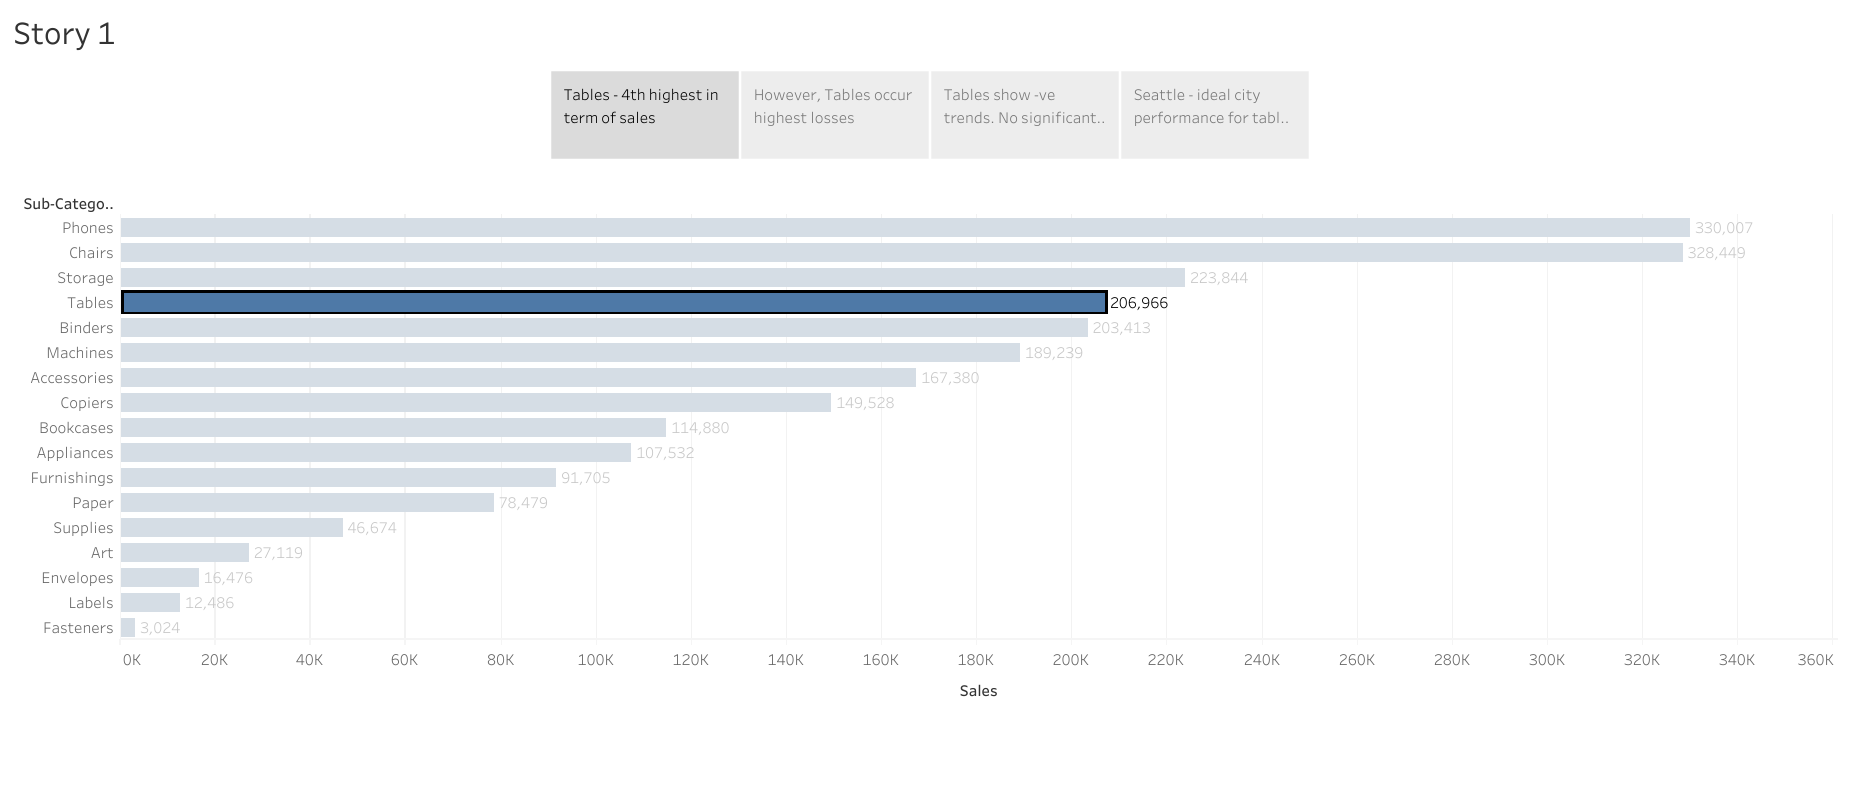 Story 1
Tables - 4th highest in
term of sales
However, Tables occur
highest losses
Tables show -ve
trends. No significant..
Seattle - ideal city
performance for tabl..
Sub-Catego..
Phones 330,007
Chairs 328,449
Storage 223,844
Tables 206,966
Binders 203,413
Machines 189,239
Accessories 167,380
Copiers 149,528
Bookcases 114,880
Appliances 107,532
Furnishings 91,705
Paper 78,479
Supplies 46,674
Art 27,119
Envelopes 16,476
Labels 12,486
Fasteners 3,024
0K 20K 40K 60K 80K 100K 120K 140K 160K 180K 200K 220K 240K 260K 280K 300K 320K 340K 360K
Sales